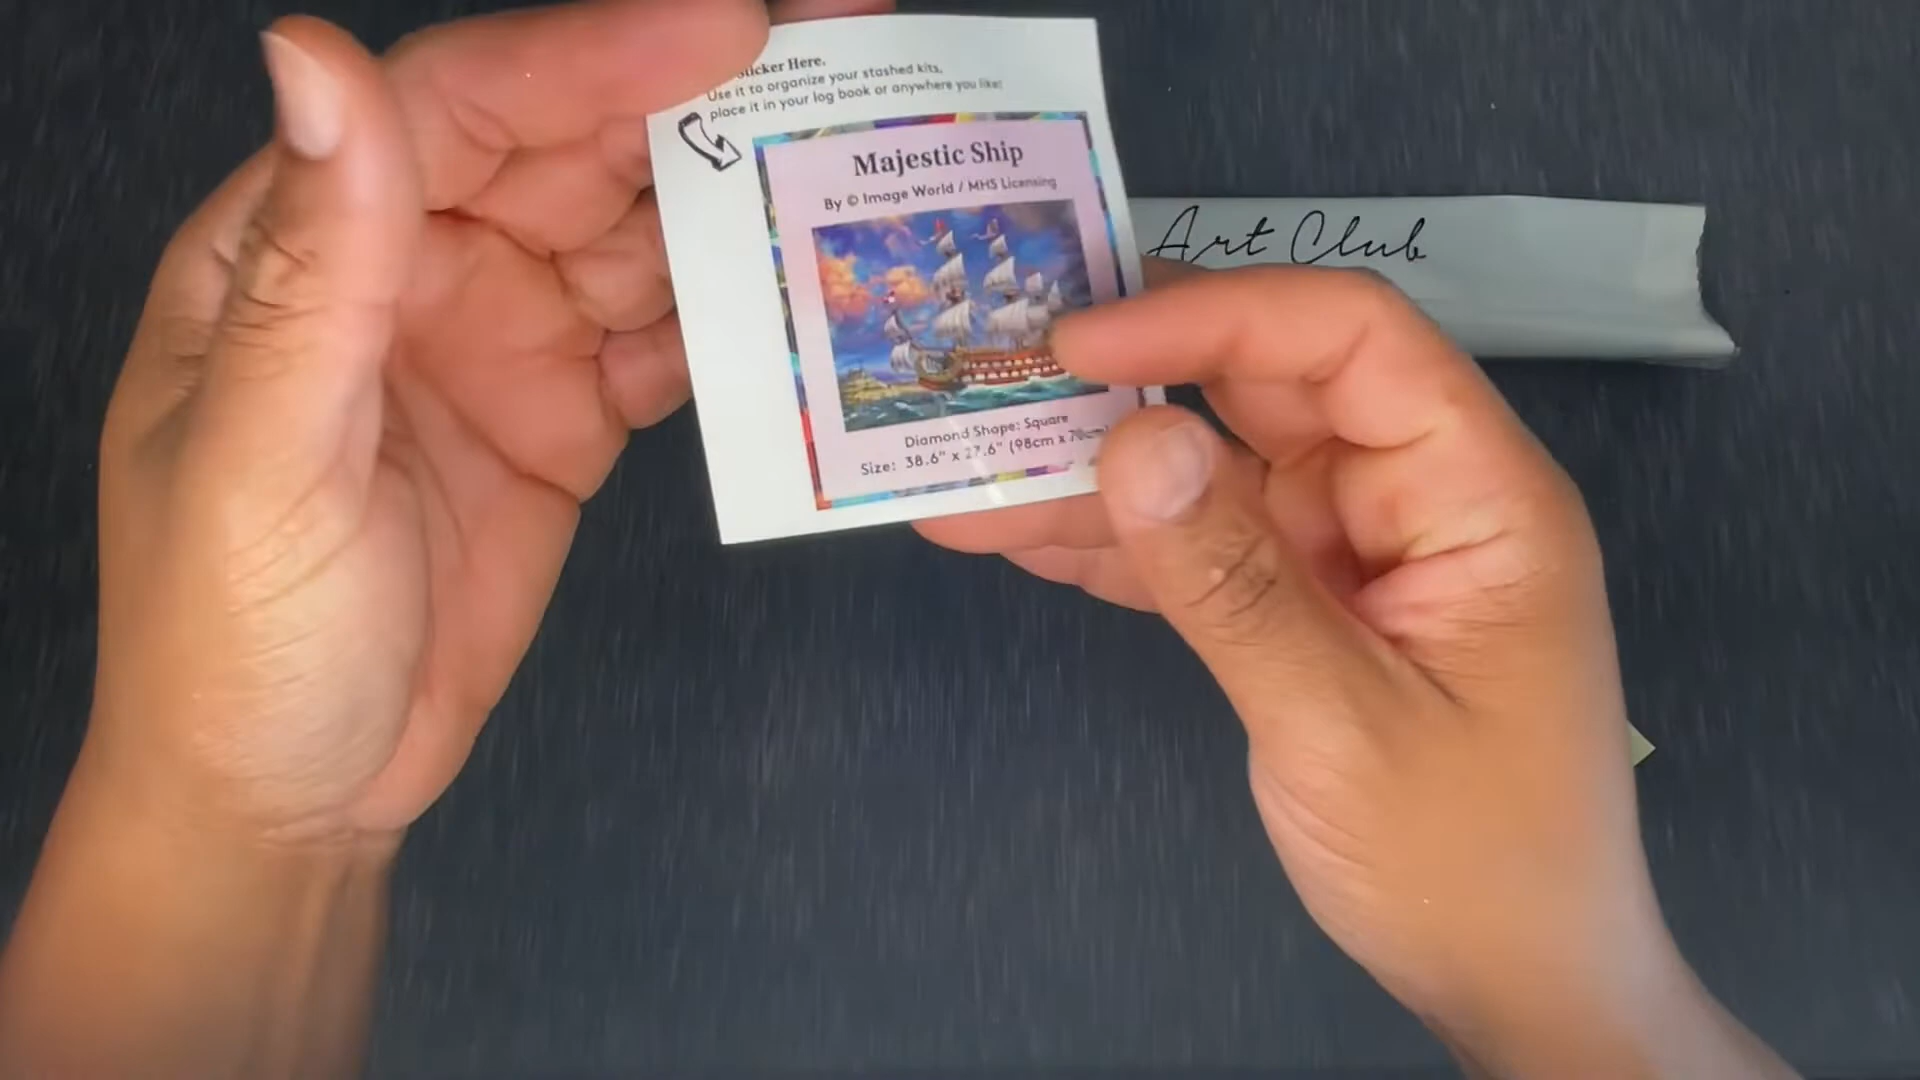 Sticker Here.
Use it to organize your stashed kits,
place it in your log book or anywhere you like!
Majestic Ship
By © Image World / MHS Licensing
Diamond Shape: Square
Size: 38.6" x 27.6" (98cm x 70cm)
Art Club